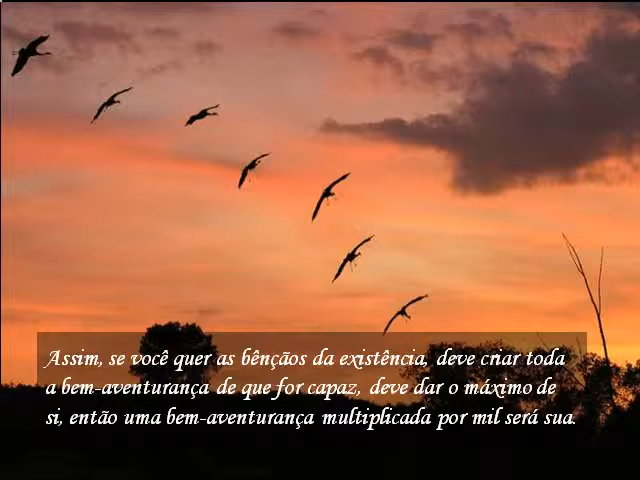 Assim, se você quer as bênçãos da existência, deve criar toda
a bem-aventurança de que for capaz, deve dar o máximo de
si, então uma bem-aventurança multiplicada por mil será sua.